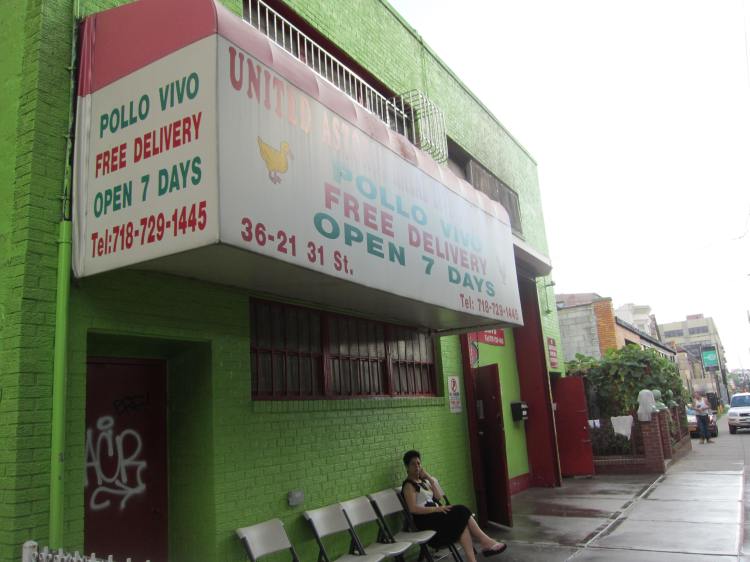 POLLO VIVO
FREE DELIVERY
OPEN 7 DAYS
Tel:718-729-1445
UNITED
POLLO VIVO
FREE DELIVERY
OPEN 7 DAYS
36-21 31 St.
Tel: 718-729-1445